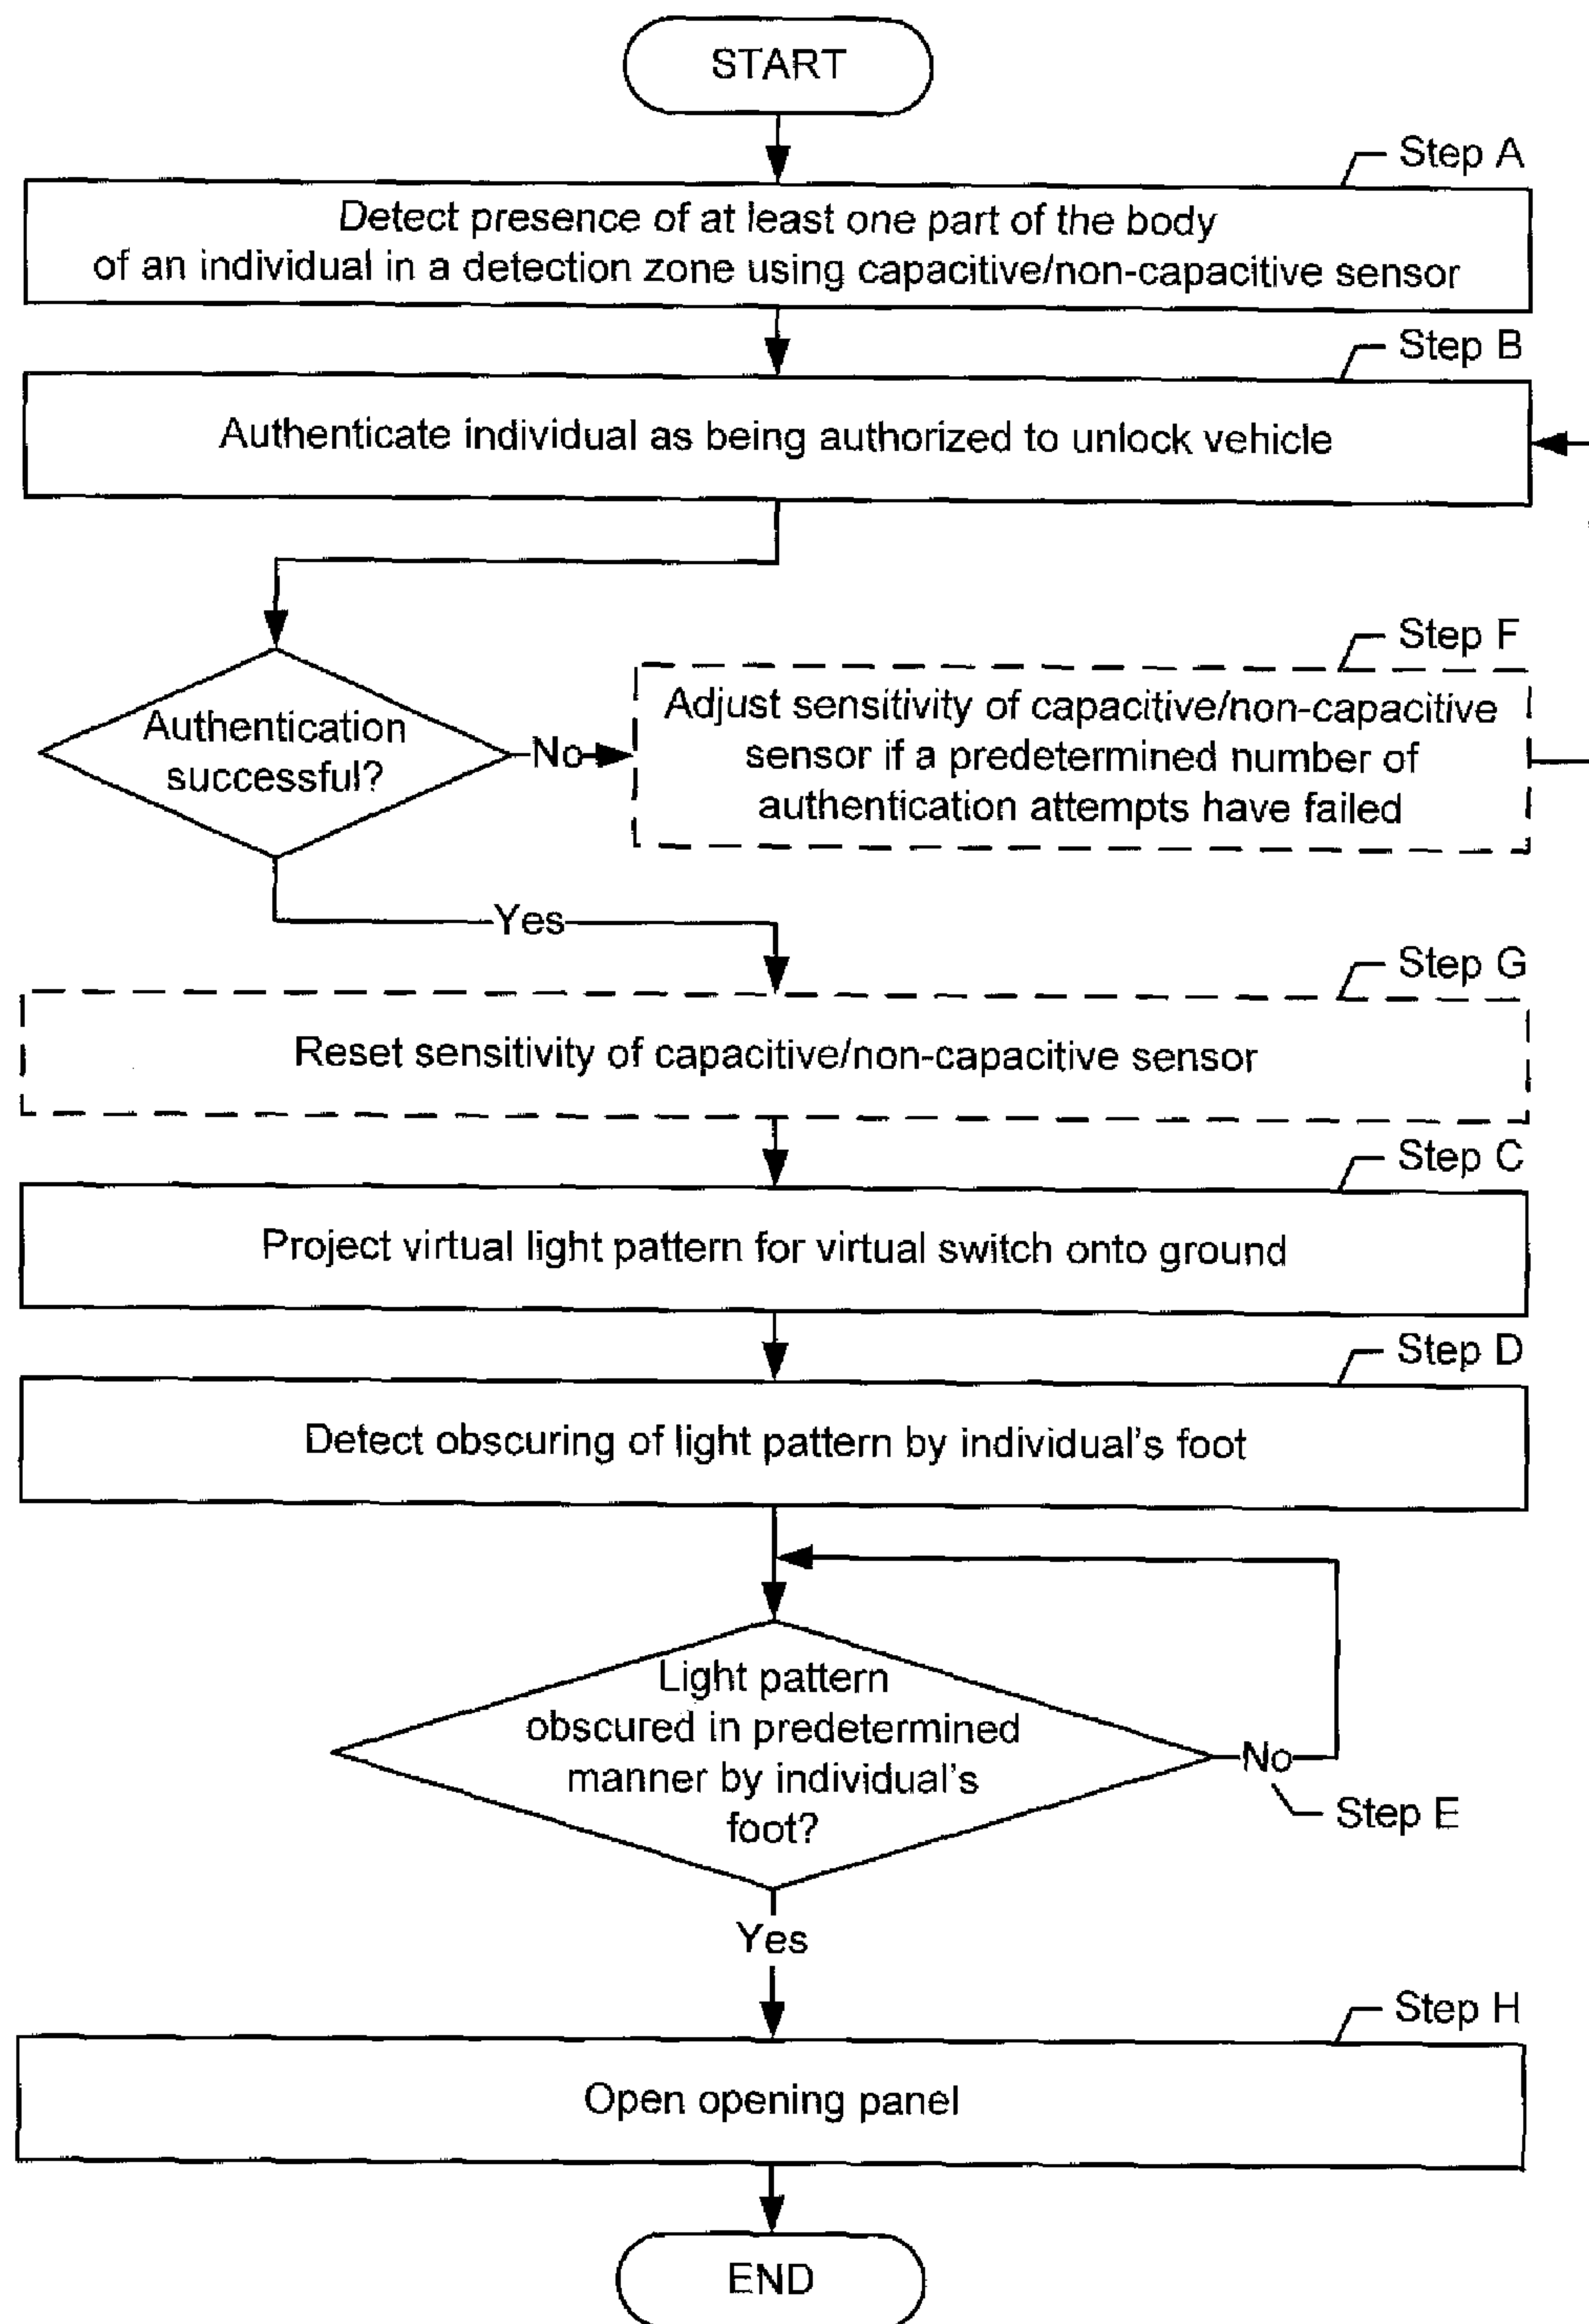 START
Step A
Detect presence of at least one part of the body
of an individual in a detection zone using capacitive/non-capacitive sensor
Step B
Authenticate individual as being authorized to unlock vehicle
Step F
Authentication
successful?
No
Adjust sensitivity of capacitive/non-capacitive
sensor if a predetermined number of
authentication attempts have failed
Yes
Step G
Reset sensitivity of capacitive/non-capacitive sensor
Step C
Project virtual light pattern for virtual switch onto ground
Step D
Detect obscuring of light pattern by individual's foot
Light pattern
obscured in predetermined
manner by individual's
foot?
No
Step E
Yes
Step H
Open opening panel
END